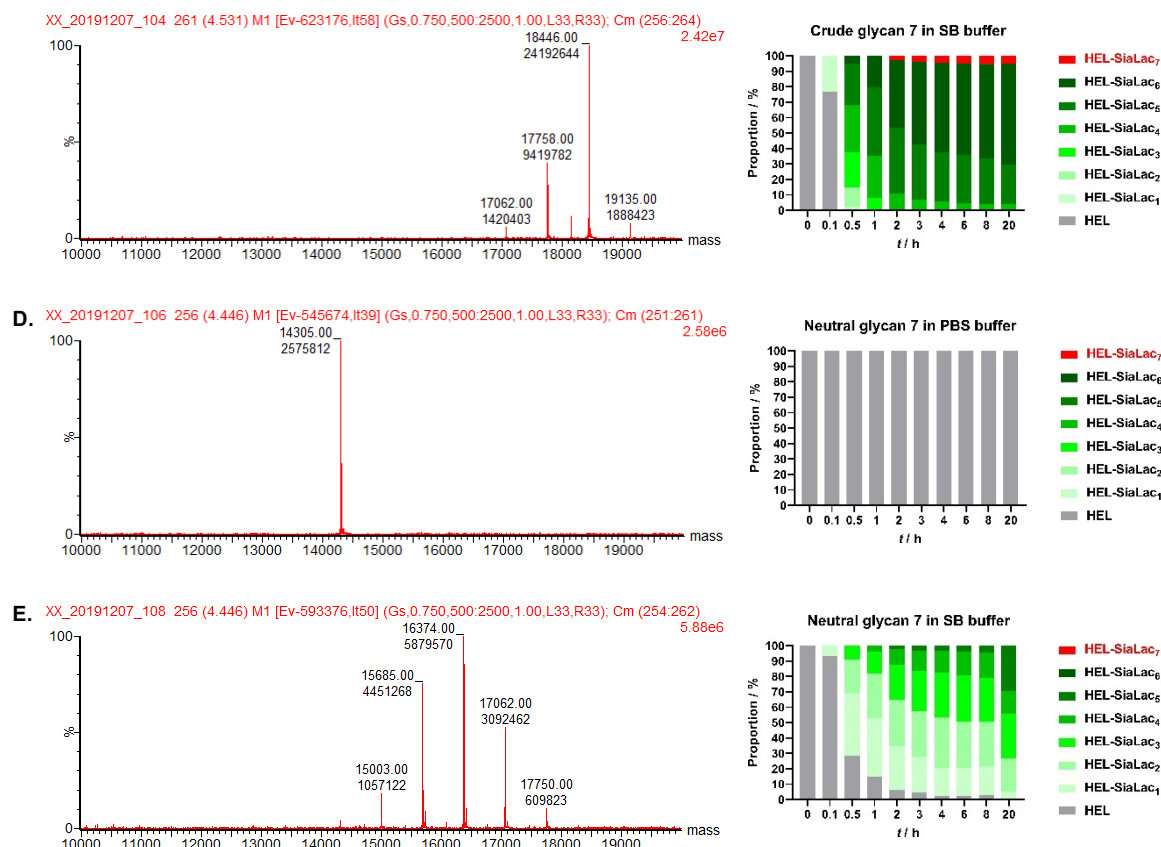 XX_20191207_104 261 (4.531) M1 [Ev-623176,It58] (Gs,0.750,500:2500,1.00,L33,R33); Cm (256:264)
2.42e7
100
%
0
18446.00
24192644
17758.00
9419782
17062.00
1420403
19135.00
1888423
10000 11000 12000 13000 14000 15000 16000 17000 18000 19000
mass
Crude glycan 7 in SB buffer
Proportion / %
100
90
80
70
60
50
40
30
20
10
0
0 0.1 0.5 1 2 3 4 6 8 20
t / h
HEL-SiaLac7
HEL-SiaLac6
HEL-SiaLac5
HEL-SiaLac4
HEL-SiaLac3
HEL-SiaLac2
HEL-SiaLac1
HEL
D.
XX_20191207_106 256 (4.446) M1 [Ev-545674,It39] (Gs,0.750,500:2500,1.00,L33,R33); Cm (251:261)
2.58e6
100
%
0
14305.00
2575812
10000 11000 12000 13000 14000 15000 16000 17000 18000 19000
mass
Neutral glycan 7 in PBS buffer
Proportion / %
100
90
80
70
60
50
40
30
20
10
0
0 0.1 0.5 1 2 3 4 6 8 20
t / h
HEL-SiaLac7
HEL-SiaLac6
HEL-SiaLac5
HEL-SiaLac4
HEL-SiaLac3
HEL-SiaLac2
HEL-SiaLac1
HEL
E.
XX_20191207_108 256 (4.446) M1 [Ev-593376,It50] (Gs,0.750,500:2500,1.00,L33,R33); Cm (254:262)
5.88e6
100
%
0
16374.00
5879570
15685.00
4451268
17062.00
3092462
15003.00
1057122
17750.00
609823
10000 11000 12000 13000 14000 15000 16000 17000 18000 19000
mass
Neutral glycan 7 in SB buffer
Proportion / %
100
90
80
70
60
50
40
30
20
10
0
0 0.1 0.5 1 2 3 4 6 8 20
t / h
HEL-SiaLac7
HEL-SiaLac6
HEL-SiaLac5
HEL-SiaLac4
HEL-SiaLac3
HEL-SiaLac2
HEL-SiaLac1
HEL